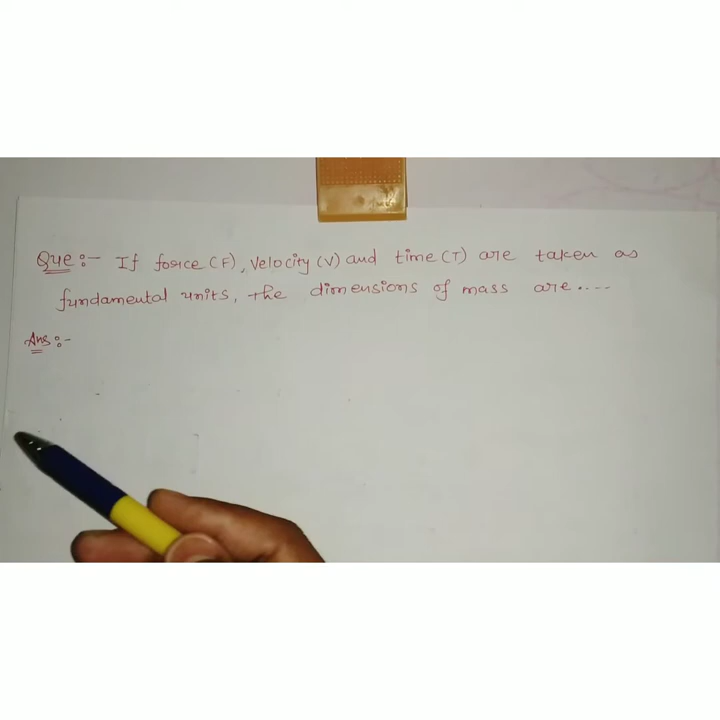 Que:- If force (F), Velocity (V) and time (T) are taken as
fundamental units, the dimensions of mass are....
Ans:-